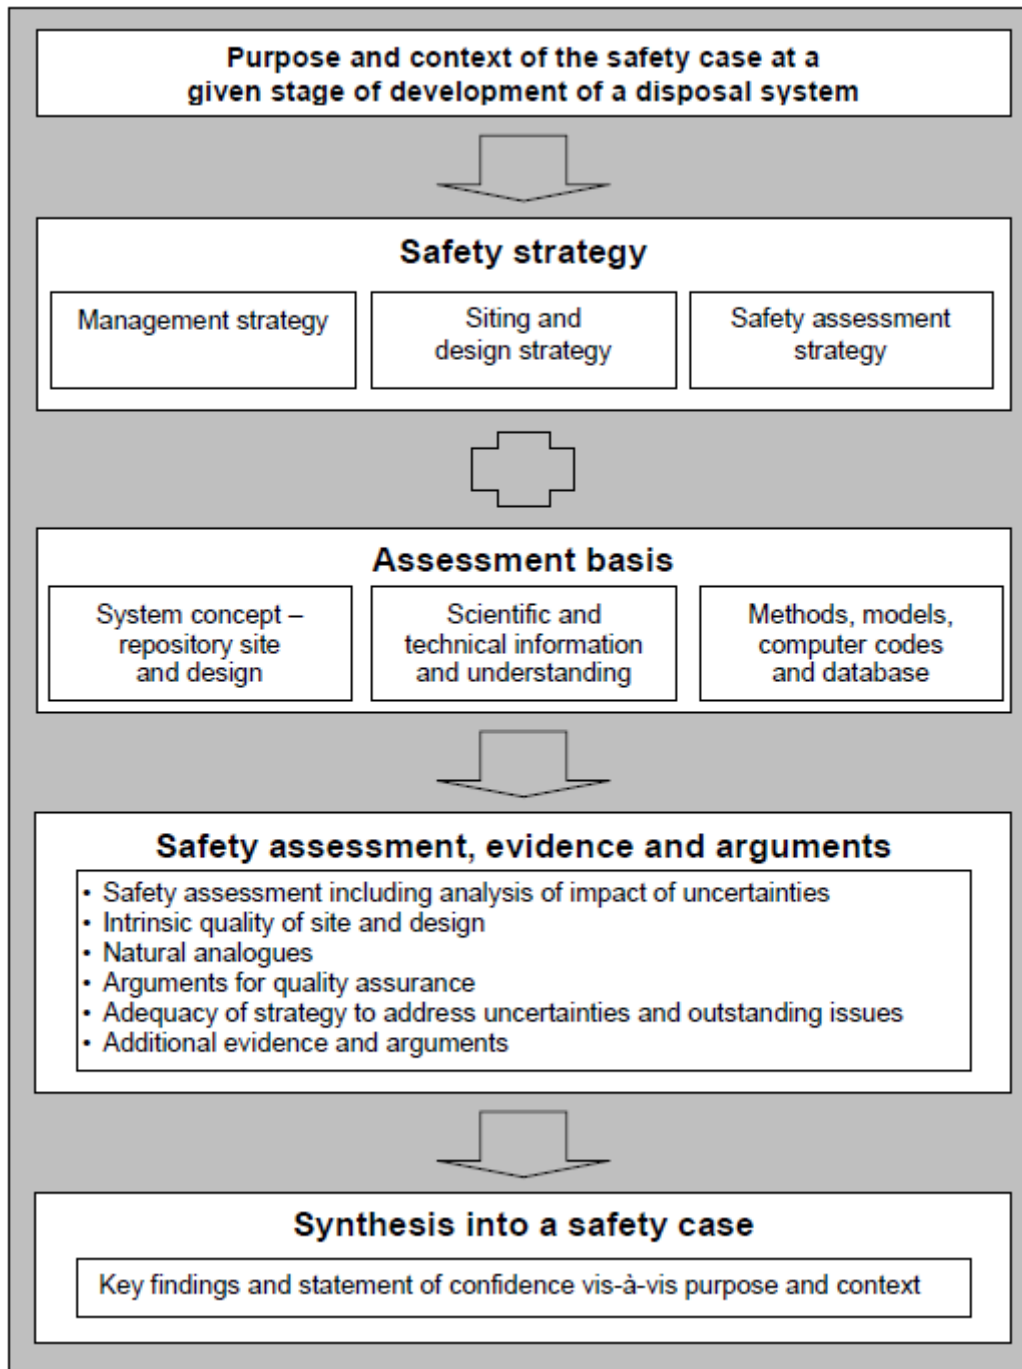 Purpose and context of the safety case at a
given stage of development of a disposal system
Safety strategy
Management strategy
Siting and
design strategy
Safety assessment
strategy
Assessment basis
System concept –
repository site
and design
Scientific and
technical information
and understanding
Methods, models,
computer codes
and database
Safety assessment, evidence and arguments
• Safety assessment including analysis of impact of uncertainties
• Intrinsic quality of site and design
• Natural analogues
• Arguments for quality assurance
• Adequacy of strategy to address uncertainties and outstanding issues
• Additional evidence and arguments
Synthesis into a safety case
Key findings and statement of confidence vis-à-vis purpose and context